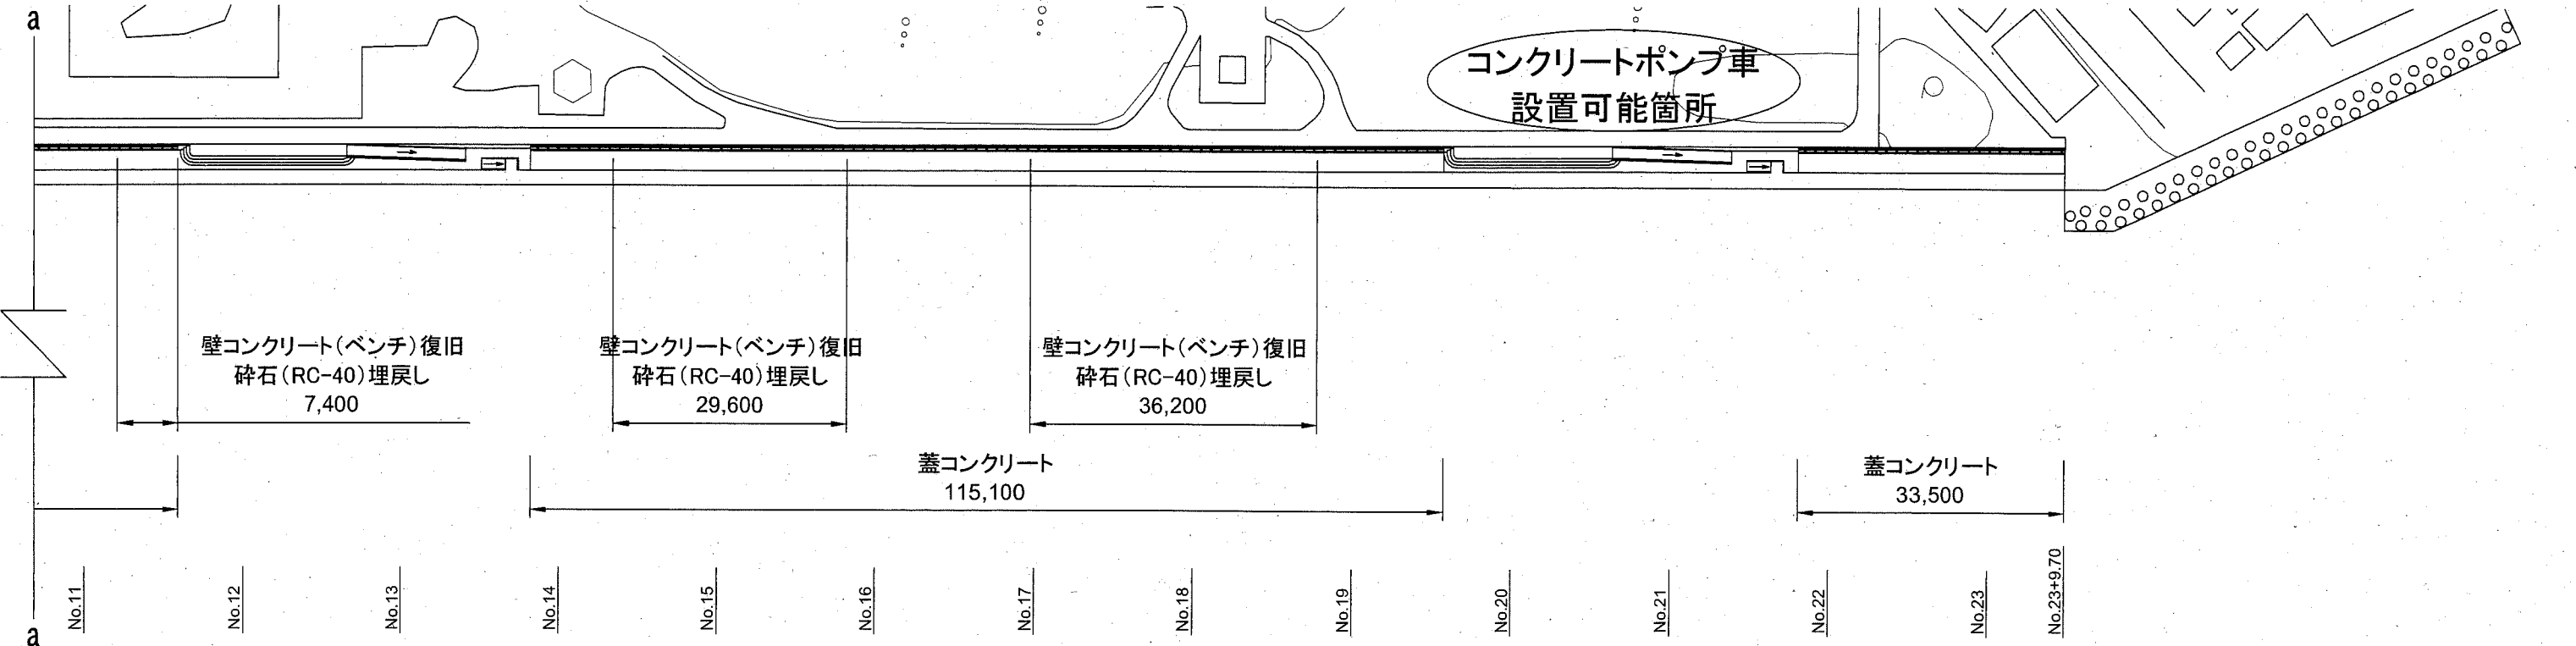 a
コンクリートポンプ車
設置可能箇所
壁コンクリート(ベンチ)復旧
砕石(RC-40)埋戻し
7,400
壁コンクリート(ベンチ)復旧
砕石(RC-40)埋戻し
29,600
壁コンクリート(ベンチ)復旧
砕石(RC-40)埋戻し
36,200
蓋コンクリート
115,100
蓋コンクリート
33,500
No.11
No.12
No.13
No.14
No.15
No.16
No.17
No.18
No.19
No.20
No.21
No.22
No.23
No.23+9.70
a